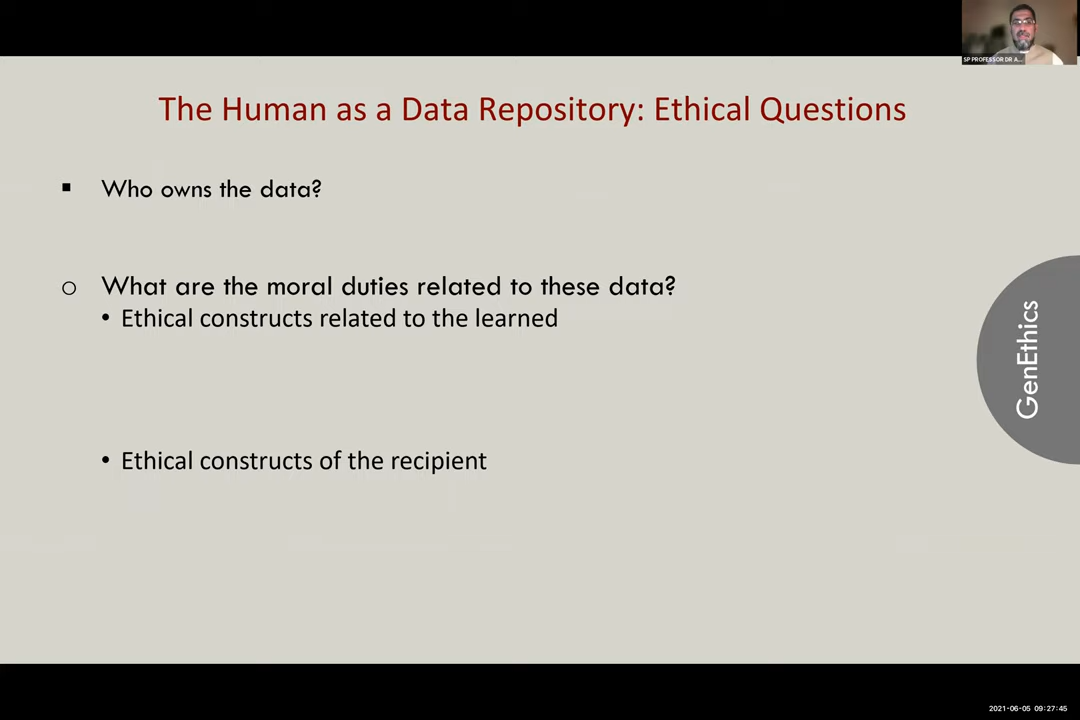 SP PROFESSOR DR A...
The Human as a Data Repository: Ethical Questions
▪ Who owns the data?
○ What are the moral duties related to these data?
• Ethical constructs related to the learned
• Ethical constructs of the recipient
GenEthics
2021-06-05 09:27:45